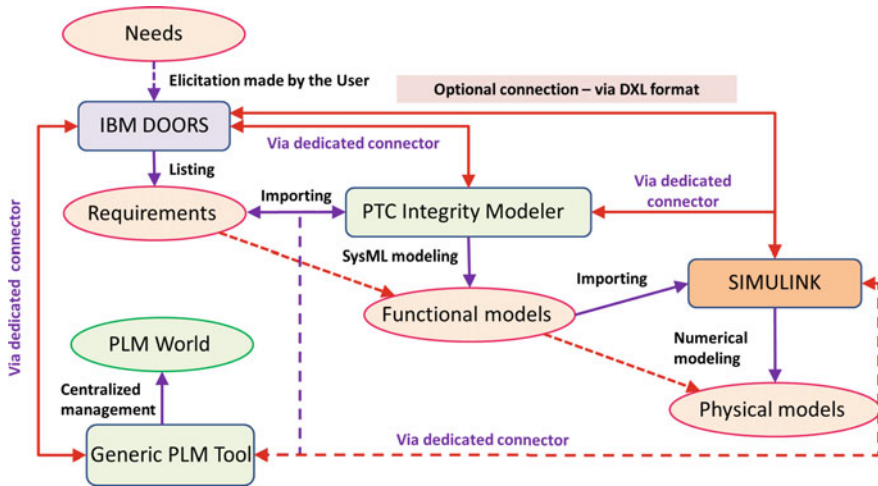 Needs
Elicitation made by the User
Optional connection – via DXL format
IBM DOORS
Via dedicated connector
Listing
Via dedicated
connector
Importing
Requirements
PTC Integrity Modeler
Via dedicated connector
SysML modeling
Importing
SIMULINK
Functional models
PLM World
Numerical
modeling
Centralized
management
Physical models
Via dedicated connector
Generic PLM Tool